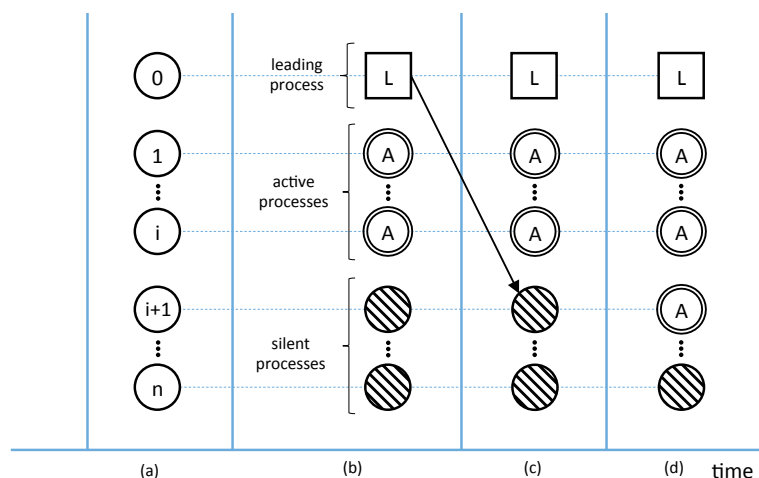 leading
process
0
L
L
L
1
A
A
A
active
processes
i
A
A
A
i+1
A
silent
processes
n
(a)
(b)
(c)
(d)
time